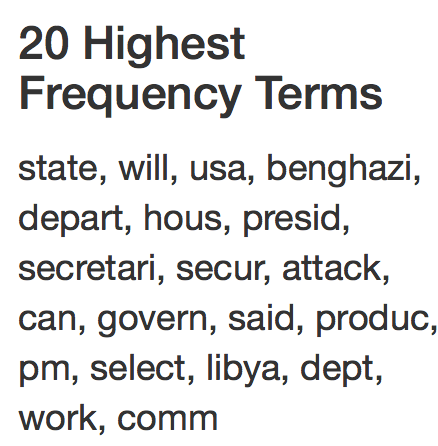 20 Highest
Frequency Terms
state, will, usa, benghazi,
depart, hous, presid,
secretari, secur, attack,
can, govern, said, produc,
pm, select, libya, dept,
work, comm